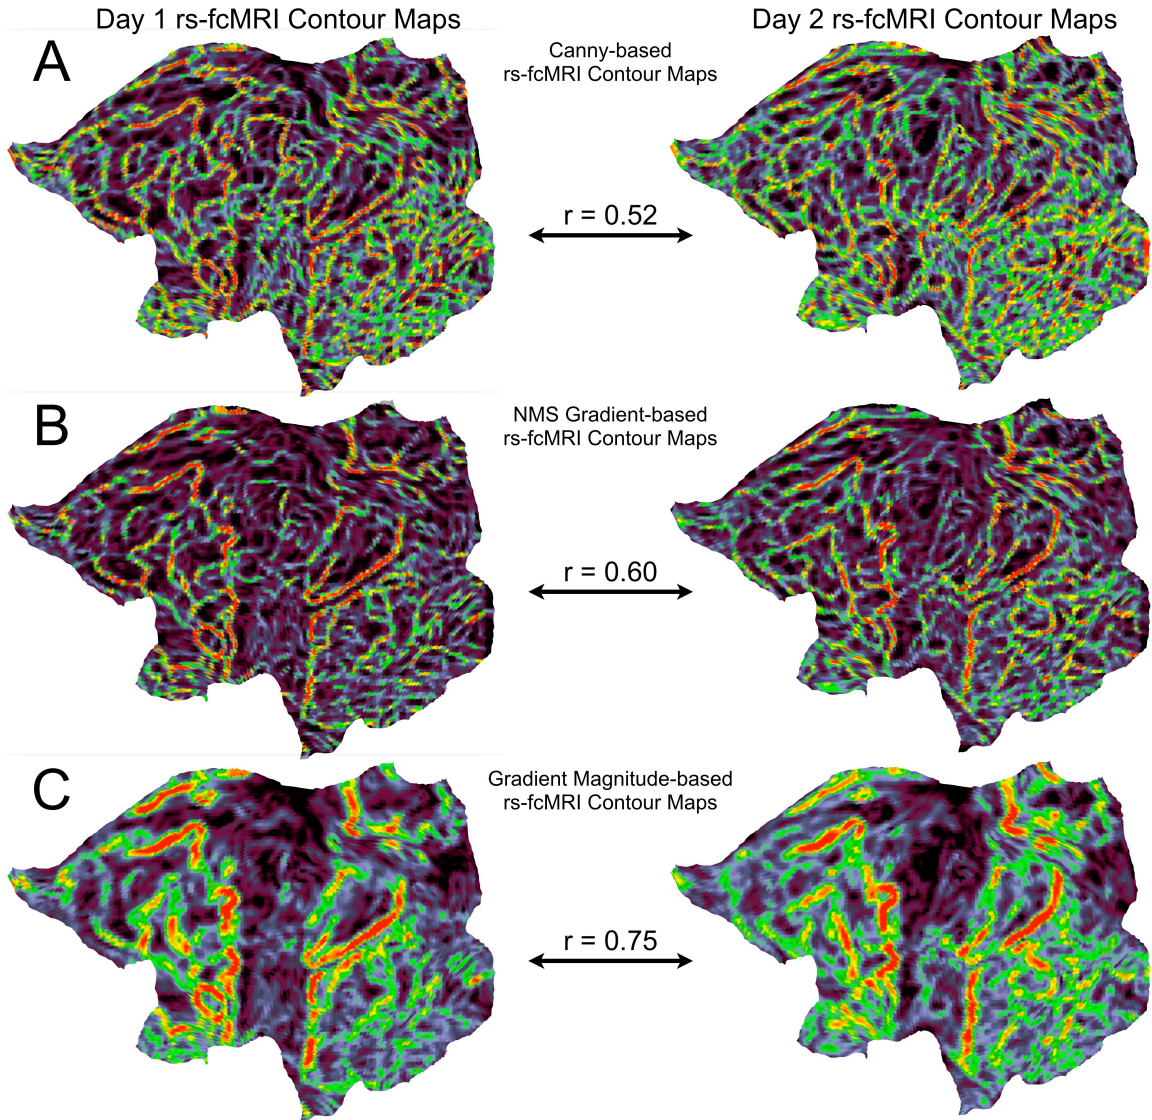 Day 1 rs-fcMRI Contour Maps
Day 2 rs-fcMRI Contour Maps
A
Canny-based
rs-fcMRI Contour Maps
r = 0.52
B
NMS Gradient-based
rs-fcMRI Contour Maps
r = 0.60
C
Gradient Magnitude-based
rs-fcMRI Contour Maps
r = 0.75